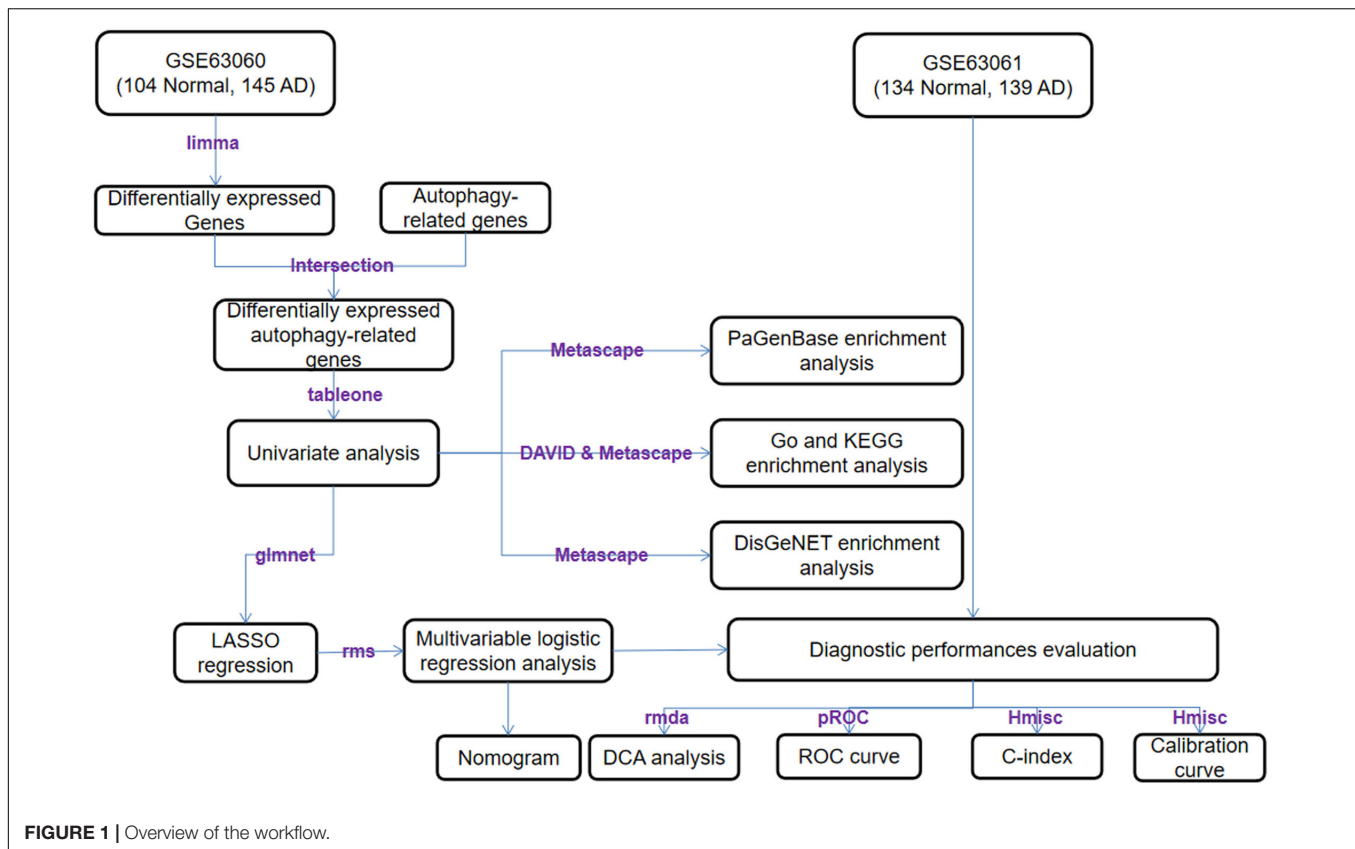 GSE63060
(104 Normal, 145 AD)
GSE63061
(134 Normal, 139 AD)
limma
Differentially expressed
Genes
Autophagy-
related genes
Intersection
Differentially expressed
autophagy-related
genes
tableone
Univariate analysis
Metascape
PaGenBase enrichment
analysis
DAVID & Metascape
Go and KEGG
enrichment analysis
Metascape
DisGeNET enrichment
analysis
glmnet
LASSO
regression
rms
Multivariable logistic
regression analysis
Diagnostic performances evaluation
rmda
pROC
Hmisc
Hmisc
Nomogram
DCA analysis
ROC curve
C-index
Calibration
curve
FIGURE 1 | Overview of the workflow.